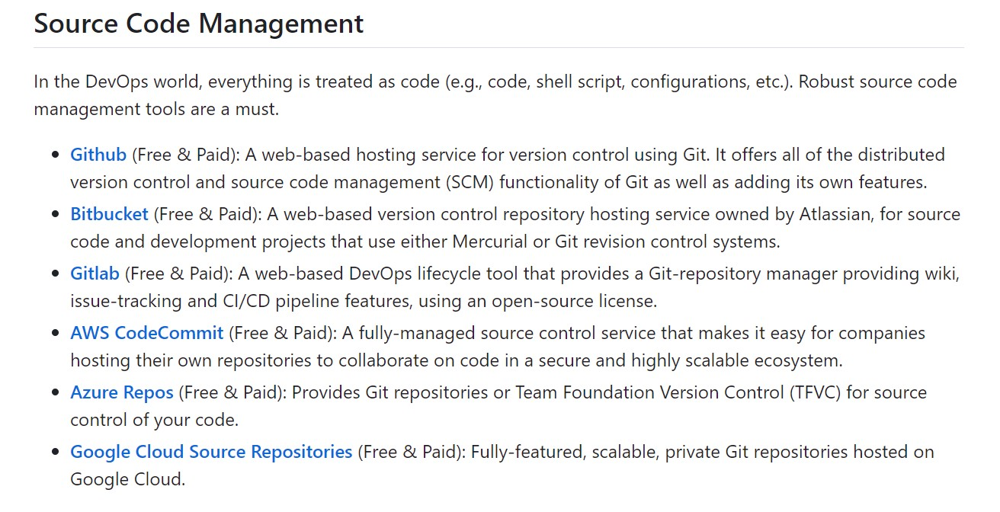 Source Code Management
In the DevOps world, everything is treated as code (e.g., code, shell script, configurations, etc.). Robust source code
management tools are a must.
Github (Free & Paid): A web-based hosting service for version control using Git. It offers all of the distributed
version control and source code management (SCM) functionality of Git as well as adding its own features.
Bitbucket (Free & Paid): A web-based version control repository hosting service owned by Atlassian, for source
code and development projects that use either Mercurial or Git revision control systems.
Gitlab (Free & Paid): A web-based DevOps lifecycle tool that provides a Git-repository manager providing wiki,
issue-tracking and CI/CD pipeline features, using an open-source license.
AWS CodeCommit (Free & Paid): A fully-managed source control service that makes it easy for companies
hosting their own repositories to collaborate on code in a secure and highly scalable ecosystem.
Azure Repos (Free & Paid): Provides Git repositories or Team Foundation Version Control (TFVC) for source
control of your code.
Google Cloud Source Repositories (Free & Paid): Fully-featured, scalable, private Git repositories hosted on
Google Cloud.